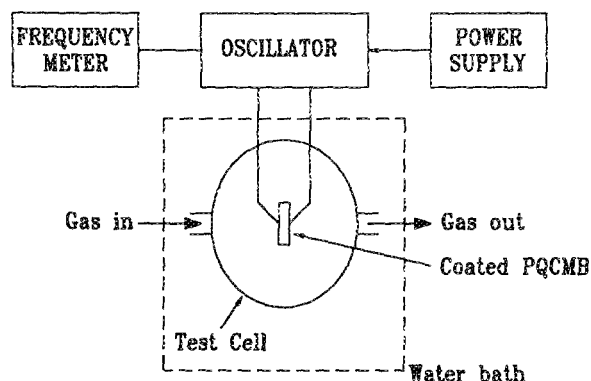 FREQUENCY
METER
OSCILLATOR
POWER
SUPPLY
Gas in
Gas out
Coated PQCMB
Test Cell
Water bath